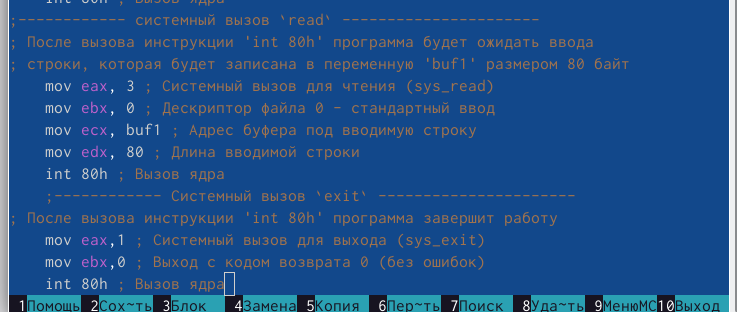 int 80h ; Вызов ядра
;------------ системный вызов `read` ----------------------
; После вызова инструкции 'int 80h' программа будет ожидать ввода
; строки, которая будет записана в переменную 'buf1' размером 80 байт
mov eax, 3 ; Системный вызов для чтения (sys_read)
mov ebx, 0 ; Дескриптор файла 0 - стандартный ввод
mov ecx, buf1 ; Адрес буфера под вводимую строку
mov edx, 80 ; Длина вводимой строки
int 80h ; Вызов ядра
;------------ Системный вызов `exit` ----------------------
; После вызова инструкции 'int 80h' программа завершит работу
mov eax,1 ; Системный вызов для выхода (sys_exit)
mov ebx,0 ; Выход с кодом возврата 0 (без ошибок)
int 80h ; Вызов ядра
1Помощь 2Сох~ть 3Блок 4Замена 5Копия 6Пер~ть 7Поиск 8Уда~ть 9МенюMC 10Выход